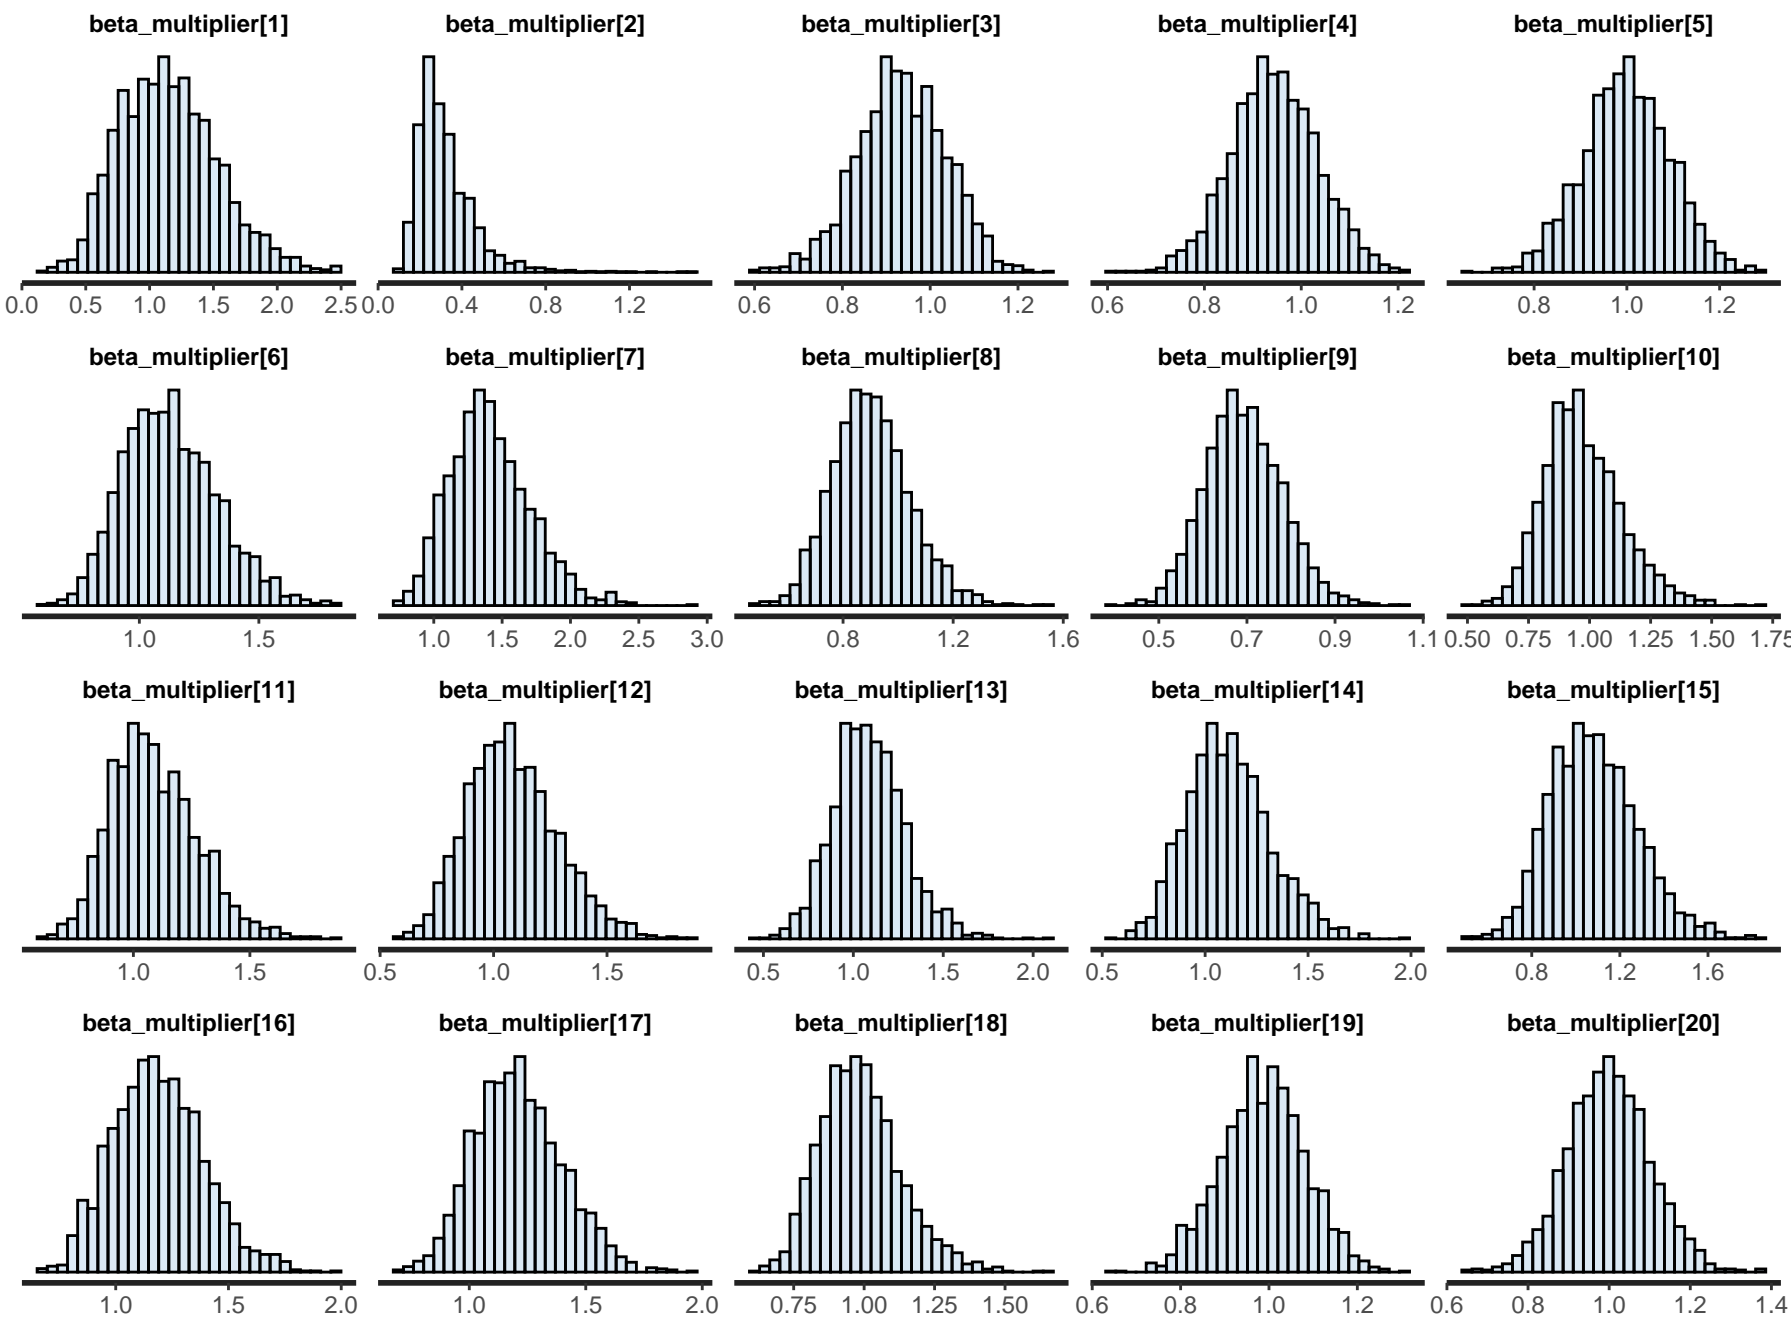 beta_multiplier[1] beta_multiplier[2] beta_multiplier[3] beta_multiplier[4] beta_multiplier[5]
0.0 0.5 1.0 1.5 2.0 2.5 0.0 0.4 0.8 1.2 0.6 0.8 1.0 1.2 0.6 0.8 1.0 1.2 0.8 1.0 1.2
beta_multiplier[6] beta_multiplier[7] beta_multiplier[8] beta_multiplier[9] beta_multiplier[10]
1.0 1.5 1.0 1.5 2.0 2.5 3.0 0.8 1.2 1.6 0.5 0.7 0.9 1.1 0.50 0.75 1.00 1.25 1.50 1.75
beta_multiplier[11] beta_multiplier[12] beta_multiplier[13] beta_multiplier[14] beta_multiplier[15]
1.0 1.5 0.5 1.0 1.5 0.5 1.0 1.5 2.0 0.5 1.0 1.5 2.0 0.8 1.2 1.6
beta_multiplier[16] beta_multiplier[17] beta_multiplier[18] beta_multiplier[19] beta_multiplier[20]
1.0 1.5 2.0 1.0 1.5 2.0 0.75 1.00 1.25 1.50 0.6 0.8 1.0 1.2 0.6 0.8 1.0 1.2 1.4